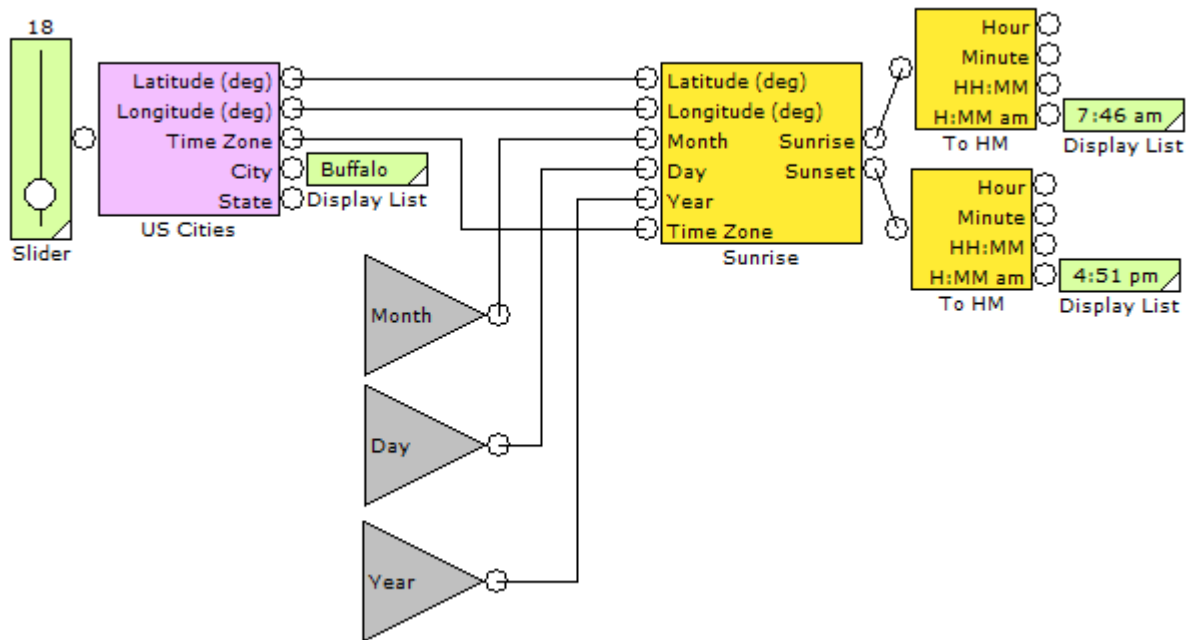 18
Slider
Latitude (deg)
Longitude (deg)
Time Zone
City
State
US Cities
Buffalo
Display List
Month
Day
Year
Latitude (deg)
Longitude (deg)
Month Sunrise
Day Sunset
Year
Time Zone
Sunrise
Hour
Minute
HH:MM
H:MM am
To HM
7:46 am
Display List
Hour
Minute
HH:MM
H:MM am
To HM
4:51 pm
Display List